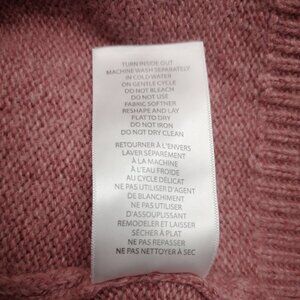 TURN INSIDE OUT
MACHINE WASH SEPARATELY
IN COLD WATER
ON GENTLE CYCLE
DO NOT BLEACH
DO NOT USE
FABRIC SOFTNER
RESHAPE AND LAY
FLAT TO DRY
DO NOT IRON
DO NOT DRY CLEAN
RETOURNER À L'ENVERS
LAVER SÉPAREMENT
À LA MACHINE
À L'EAU FROIDE
AU CYCLE DÉLICAT
NE PAS UTILISER D'AGENT
DE BLANCHIMENT
NE PAS UTILISER
D'ASSOUPLISSANT
REMODELER ET LAISSER
SÉCHER À PLAT
NE PAS REPASSER
NE PAS NETTOYER À SEC